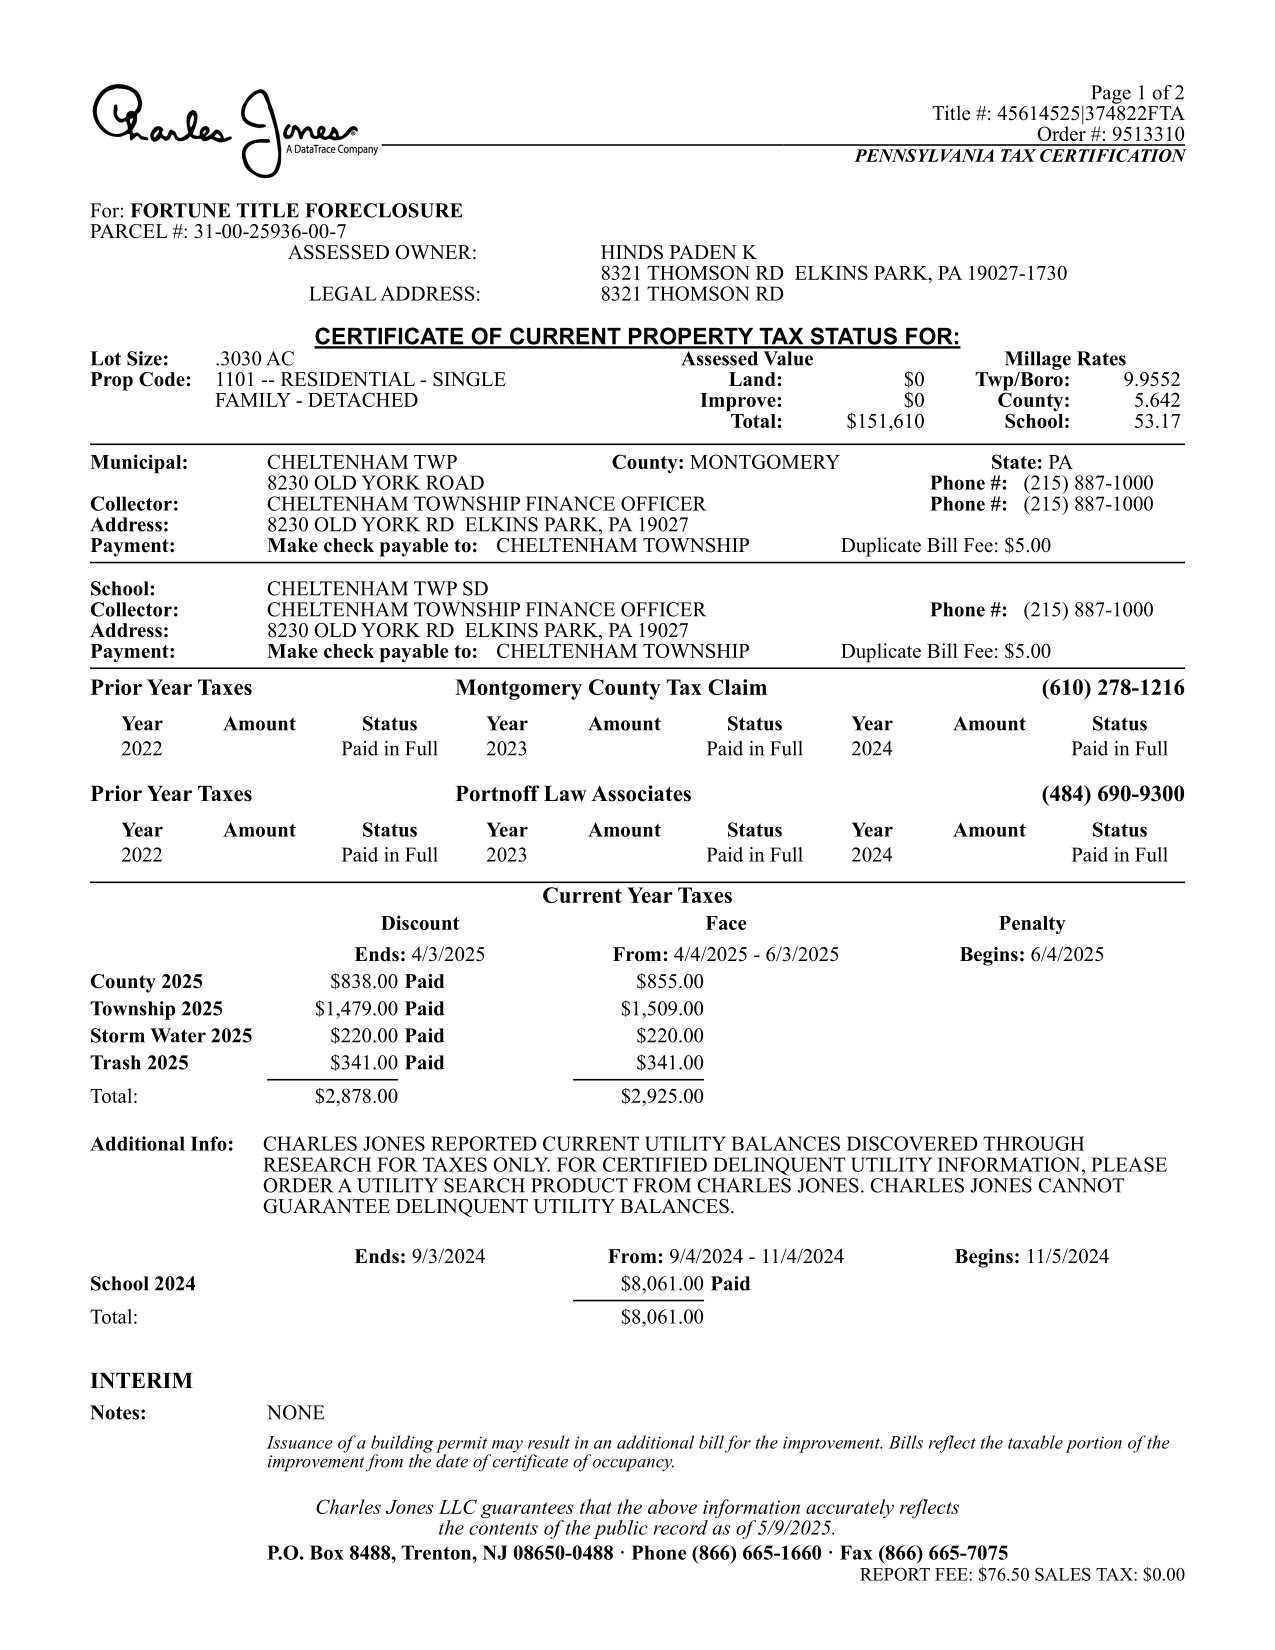 Charles Jones®
A DataTrace Company
Page 1 of 2
Title #: 45614525|374822FTA
Order #: 9513310
PENNSYLVANIA TAX CERTIFICATION
For: FORTUNE TITLE FORECLOSURE
PARCEL #: 31-00-25936-00-7
ASSESSED OWNER: HINDS PADEN K
8321 THOMSON RD ELKINS PARK, PA 19027-1730
LEGAL ADDRESS: 8321 THOMSON RD
CERTIFICATE OF CURRENT PROPERTY TAX STATUS FOR:
Lot Size: .3030 AC Assessed Value Millage Rates
Prop Code: 1101 -- RESIDENTIAL - SINGLE Land: $0 Twp/Boro: 9.9552
FAMILY - DETACHED Improve: $0 County: 5.642
Total: $151,610 School: 53.17
Municipal: CHELTENHAM TWP County: MONTGOMERY State: PA
8230 OLD YORK ROAD Phone #: (215) 887-1000
Collector: CHELTENHAM TOWNSHIP FINANCE OFFICER Phone #: (215) 887-1000
Address: 8230 OLD YORK RD ELKINS PARK, PA 19027
Payment: Make check payable to: CHELTENHAM TOWNSHIP Duplicate Bill Fee: $5.00
School: CHELTENHAM TWP SD
Collector: CHELTENHAM TOWNSHIP FINANCE OFFICER Phone #: (215) 887-1000
Address: 8230 OLD YORK RD ELKINS PARK, PA 19027
Payment: Make check payable to: CHELTENHAM TOWNSHIP Duplicate Bill Fee: $5.00
Prior Year Taxes Montgomery County Tax Claim (610) 278-1216
Year Amount Status Year Amount Status Year Amount Status
2022 Paid in Full 2023 Paid in Full 2024 Paid in Full
Prior Year Taxes Portnoff Law Associates (484) 690-9300
Year Amount Status Year Amount Status Year Amount Status
2022 Paid in Full 2023 Paid in Full 2024 Paid in Full
Current Year Taxes
Discount Face Penalty
Ends: 4/3/2025 From: 4/4/2025 - 6/3/2025 Begins: 6/4/2025
County 2025 $838.00 Paid $855.00
Township 2025 $1,479.00 Paid $1,509.00
Storm Water 2025 $220.00 Paid $220.00
Trash 2025 $341.00 Paid $341.00
Total: $2,878.00 $2,925.00
Additional Info: CHARLES JONES REPORTED CURRENT UTILITY BALANCES DISCOVERED THROUGH
RESEARCH FOR TAXES ONLY. FOR CERTIFIED DELINQUENT UTILITY INFORMATION, PLEASE
ORDER A UTILITY SEARCH PRODUCT FROM CHARLES JONES. CHARLES JONES CANNOT
GUARANTEE DELINQUENT UTILITY BALANCES.
Ends: 9/3/2024 From: 9/4/2024 - 11/4/2024 Begins: 11/5/2024
School 2024 $8,061.00 Paid
Total: $8,061.00
INTERIM
Notes: NONE
Issuance of a building permit may result in an additional bill for the improvement. Bills reflect the taxable portion of the
improvement from the date of certificate of occupancy.
Charles Jones LLC guarantees that the above information accurately reflects
the contents of the public record as of 5/9/2025.
P.O. Box 8488, Trenton, NJ 08650-0488 · Phone (866) 665-1660 · Fax (866) 665-7075
REPORT FEE: $76.50 SALES TAX: $0.00